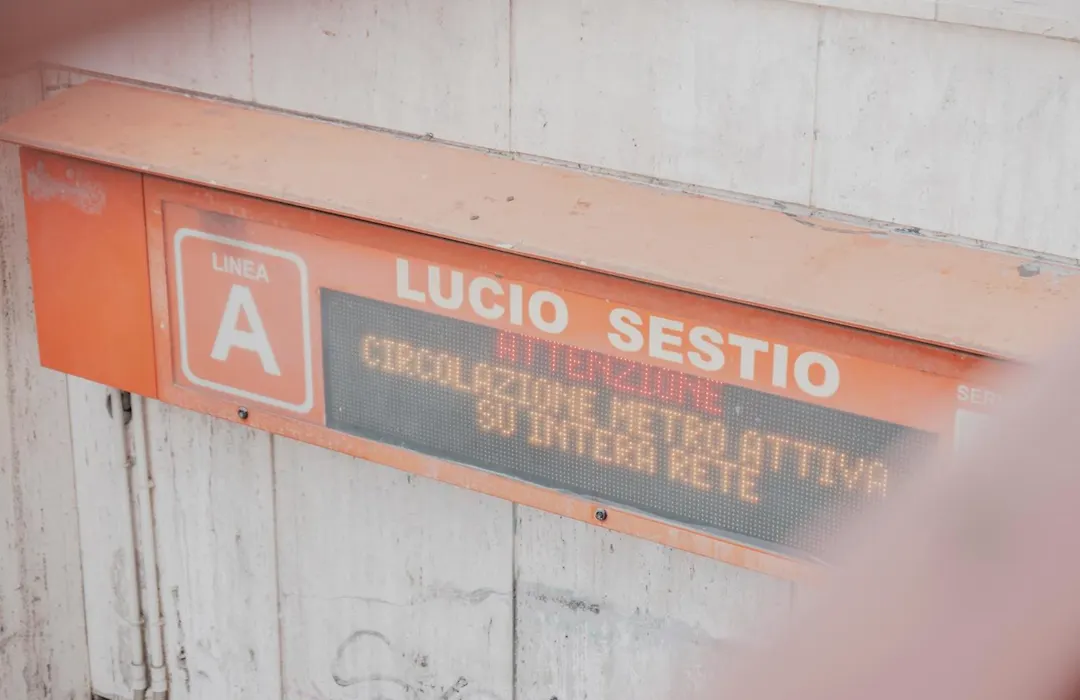 LINEA
A
LUCIO SESTIO
ATTENZIONE
CIRCOLAZIONE METRO ATTIVA
SU INTERA RETE